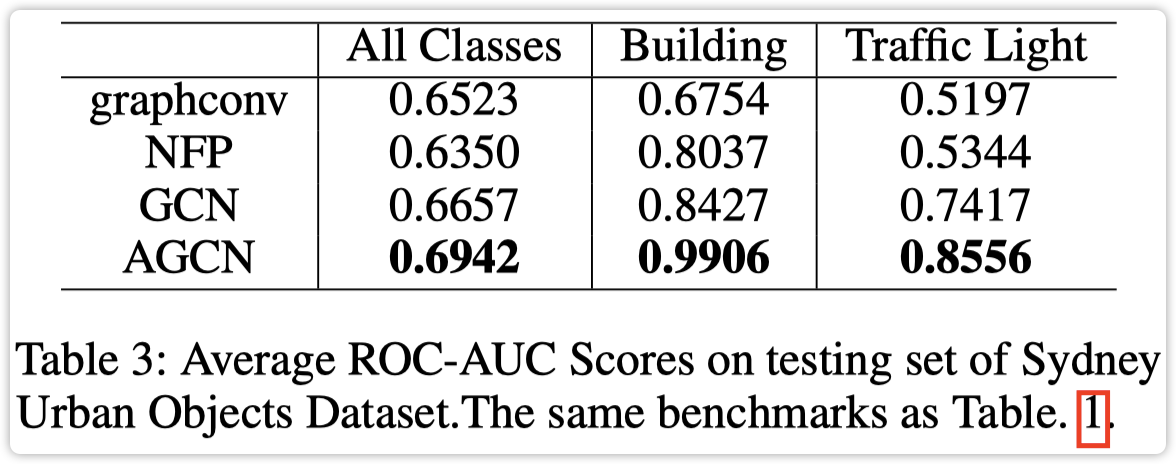 All Classes Building Traffic Light
graphconv 0.6523 0.6754 0.5197
NFP 0.6350 0.8037 0.5344
GCN 0.6657 0.8427 0.7417
AGCN 0.6942 0.9906 0.8556
Table 3: Average ROC-AUC Scores on testing set of Sydney
Urban Objects Dataset.The same benchmarks as Table. 1.